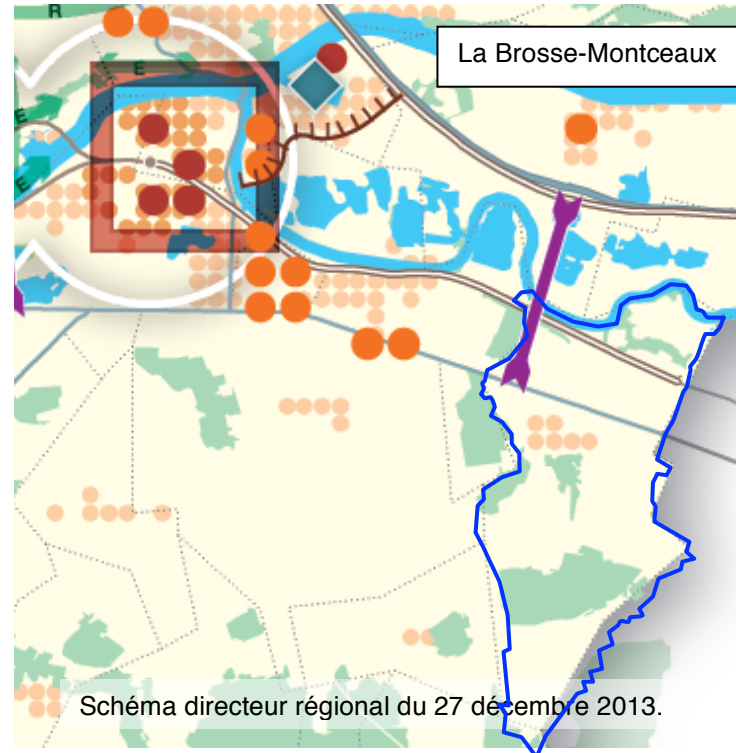 La Brosse-Montceaux
R
E
E
E
Schéma directeur régional du 27 décembre 2013.